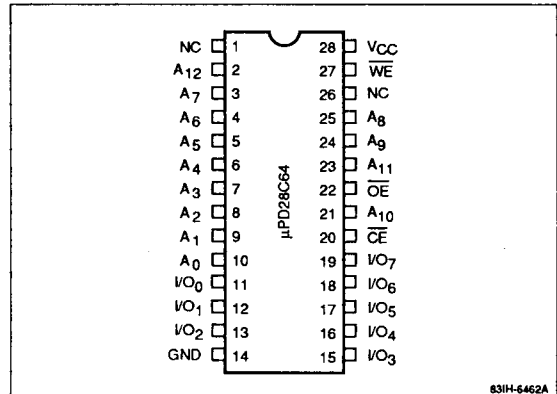 NC 1 28 VCC
A12 2 27 WE
A7 3 26 NC
A6 4 25 A8
A5 5 24 A9
A4 6 23 A11
A3 7 22 OE
A2 8 21 A10
A1 9 20 CE
A0 10 19 I/O7
I/O0 11 18 I/O6
I/O1 12 17 I/O5
I/O2 13 16 I/O4
GND 14 15 I/O3
μPD28C64
83IH-6462A